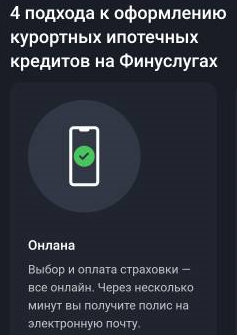 4 подхода к оформлению
курортных ипотечных
кредитов на Финуслугах
Онлана
Выбор и оплата страховки —
все онлайн. Через несколько
минут вы получите полис на
электронную почту.